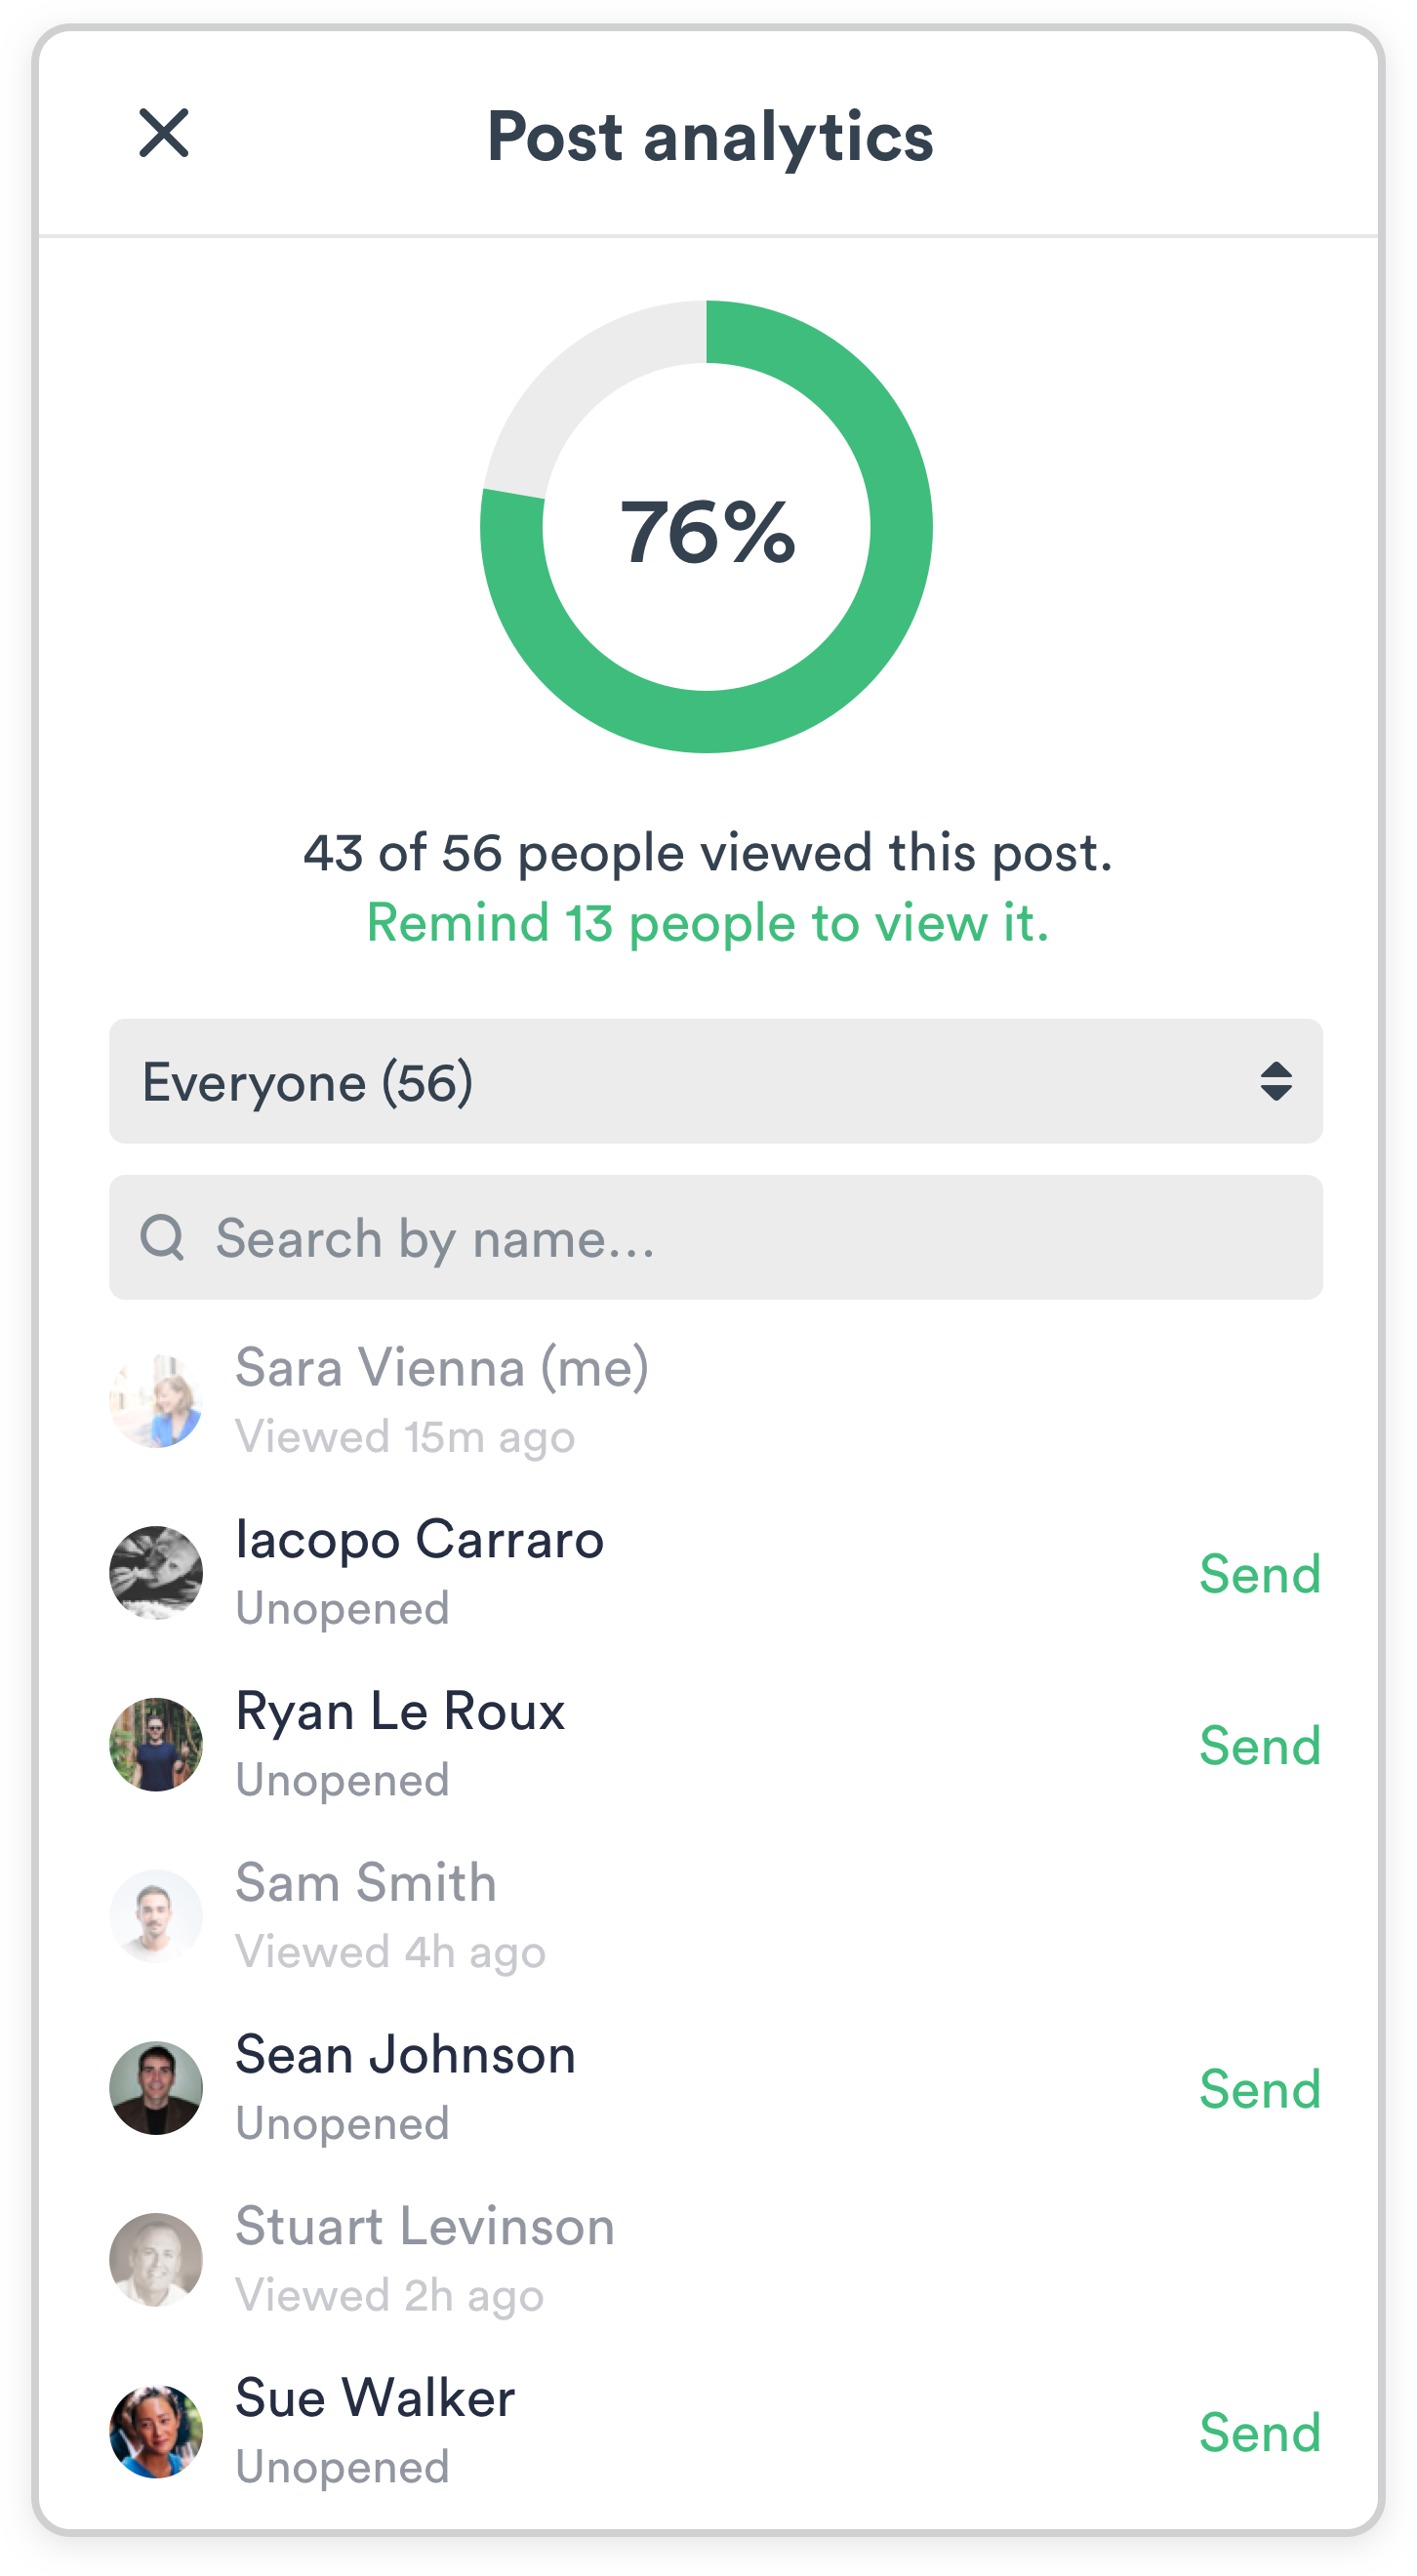 Post analytics
76%
43 of 56 people viewed this post.
Remind 13 people to view it.
Everyone (56)
Search by name...
Sara Vienna (me)
Viewed 15m ago
Iacopo Carraro
Unopened
Send
Ryan Le Roux
Unopened
Send
Sam Smith
Viewed 4h ago
Sean Johnson
Unopened
Send
Stuart Levinson
Viewed 2h ago
Sue Walker
Unopened
Send